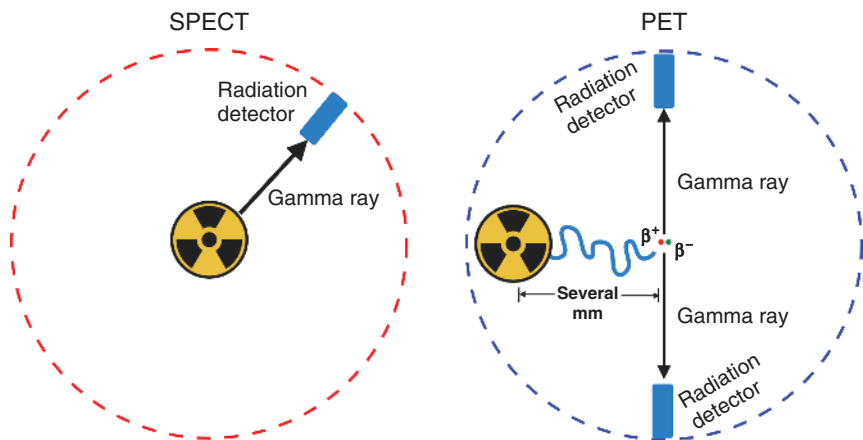 SPECT
Radiation
detector
Gamma ray
PET
Radiation
detector
Gamma ray
β⁺
β⁻
Several
mm
Gamma ray
Radiation
detector